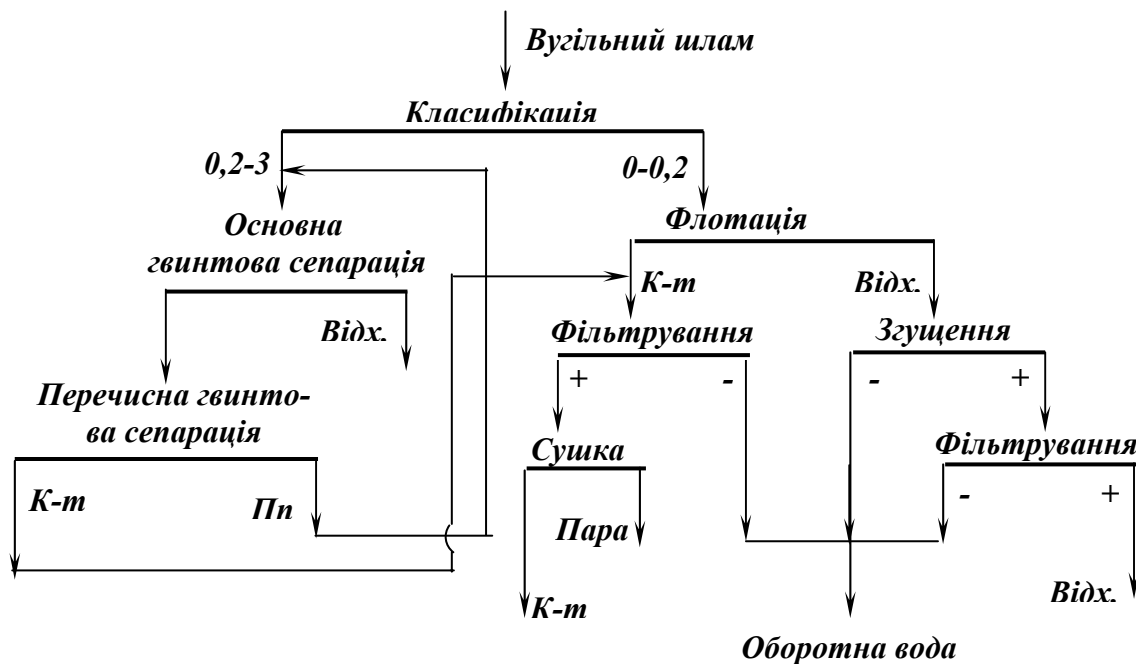 Вугільний шлам
Класифікація
0,2-3
0-0,2
Основна
гвинтова сепарація
Флотація
К-т
Відх.
Відх.
Фільтрування
Згущення
+
-
-
+
Перечисна гвинто-
ва сепарація
Сушка
Фільтрування
К-т
Пп
Пара
-
+
К-т
Відх.
Оборотна вода